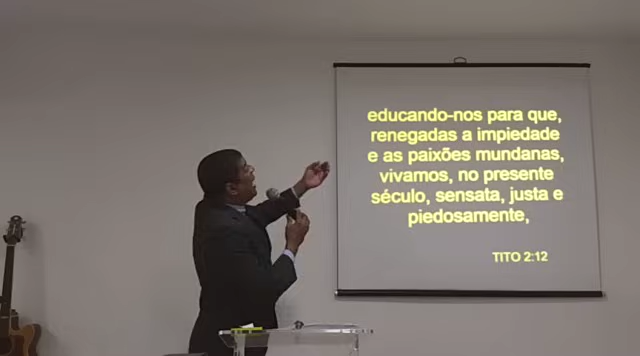 educando-nos para que,
renegadas a impiedade
e as paixões mundanas,
vivamos, no presente
século, sensata, justa e
piedosamente,
TITO 2:12